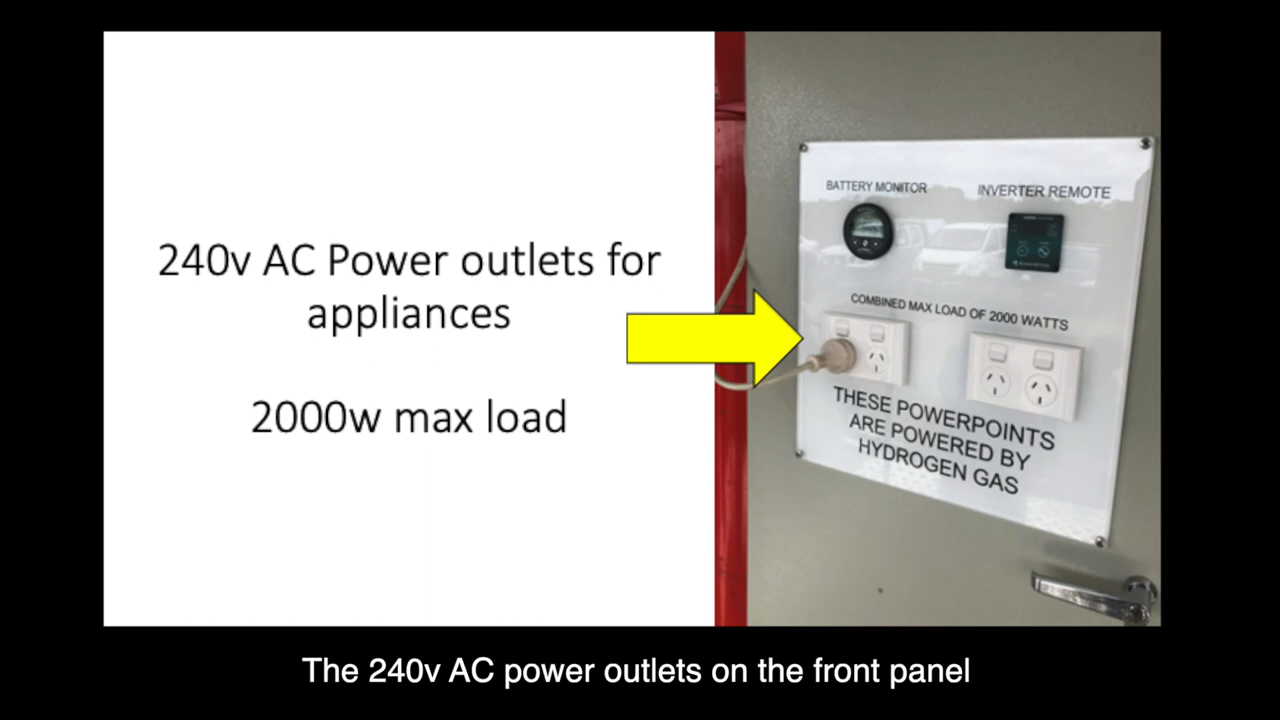 240v AC Power outlets for
appliances
2000w max load
BATTERY MONITOR
INVERTER REMOTE
COMBINED MAX LOAD OF 2000 WATTS
THESE POWERPOINTS
ARE POWERED BY
HYDROGEN GAS
The 240v AC power outlets on the front panel